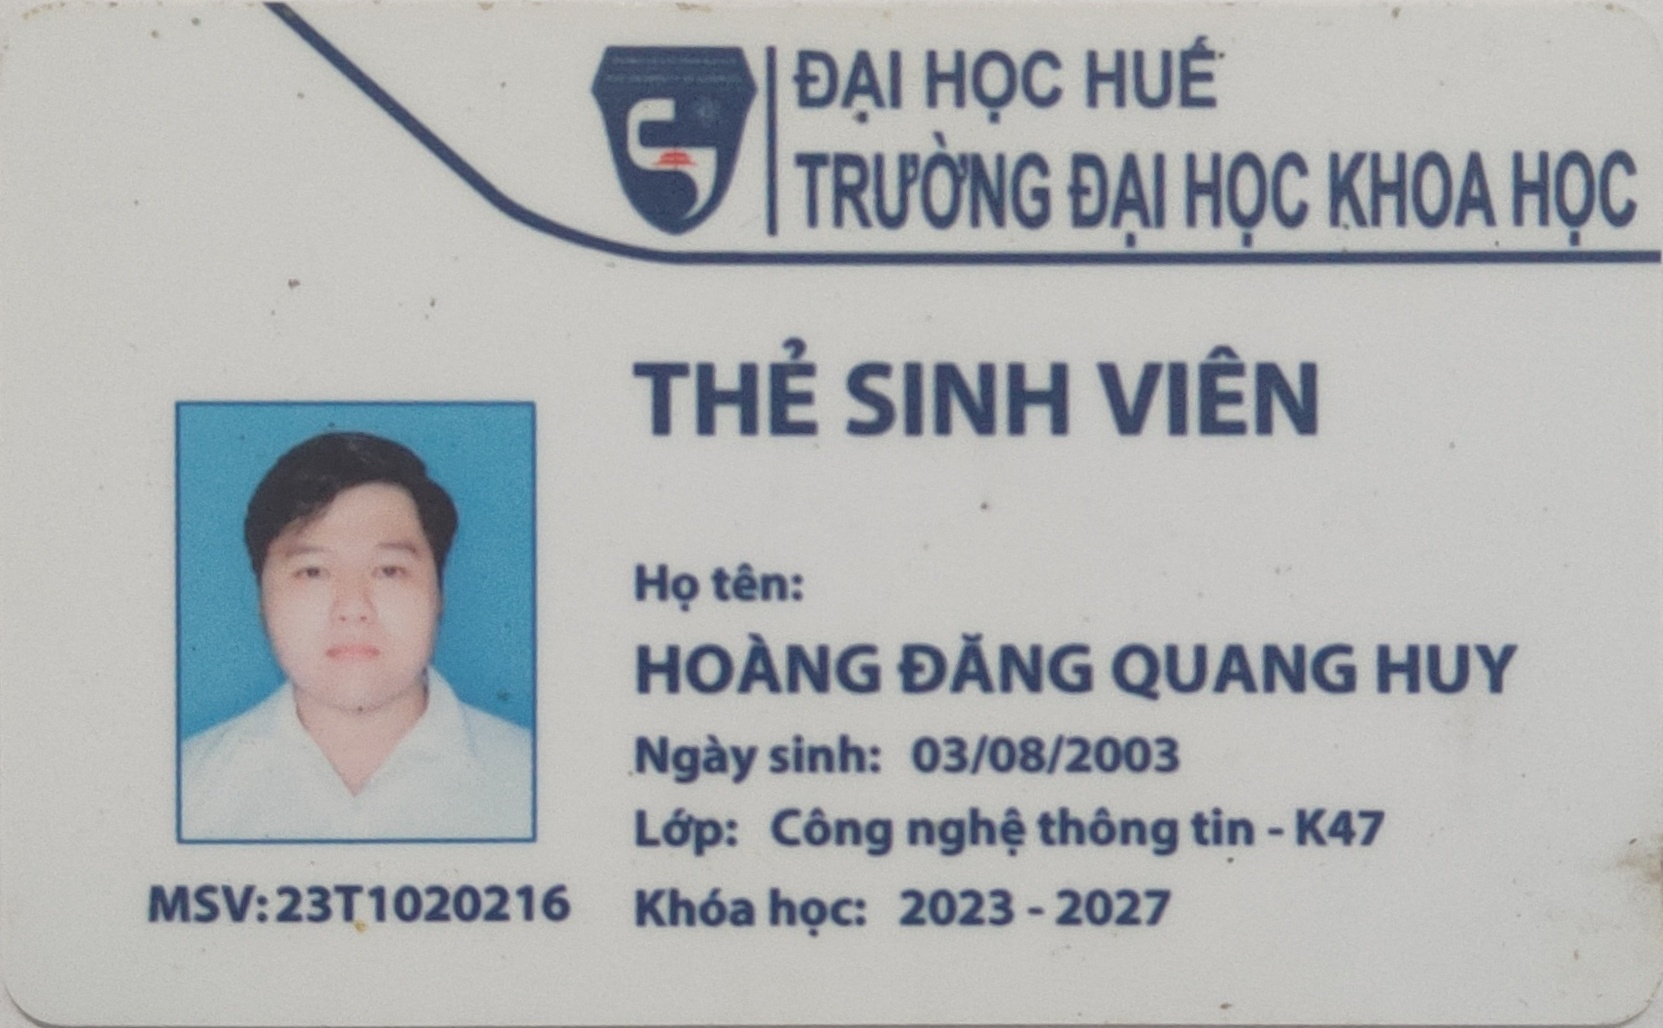 ĐẠI HỌC HUẾ
TRƯỜNG ĐẠI HỌC KHOA HỌC
THẺ SINH VIÊN
Họ tên:
HOÀNG ĐĂNG QUANG HUY
Ngày sinh: 03/08/2003
Lớp: Công nghệ thông tin - K47
MSV:23T1020216
Khóa học: 2023 - 2027